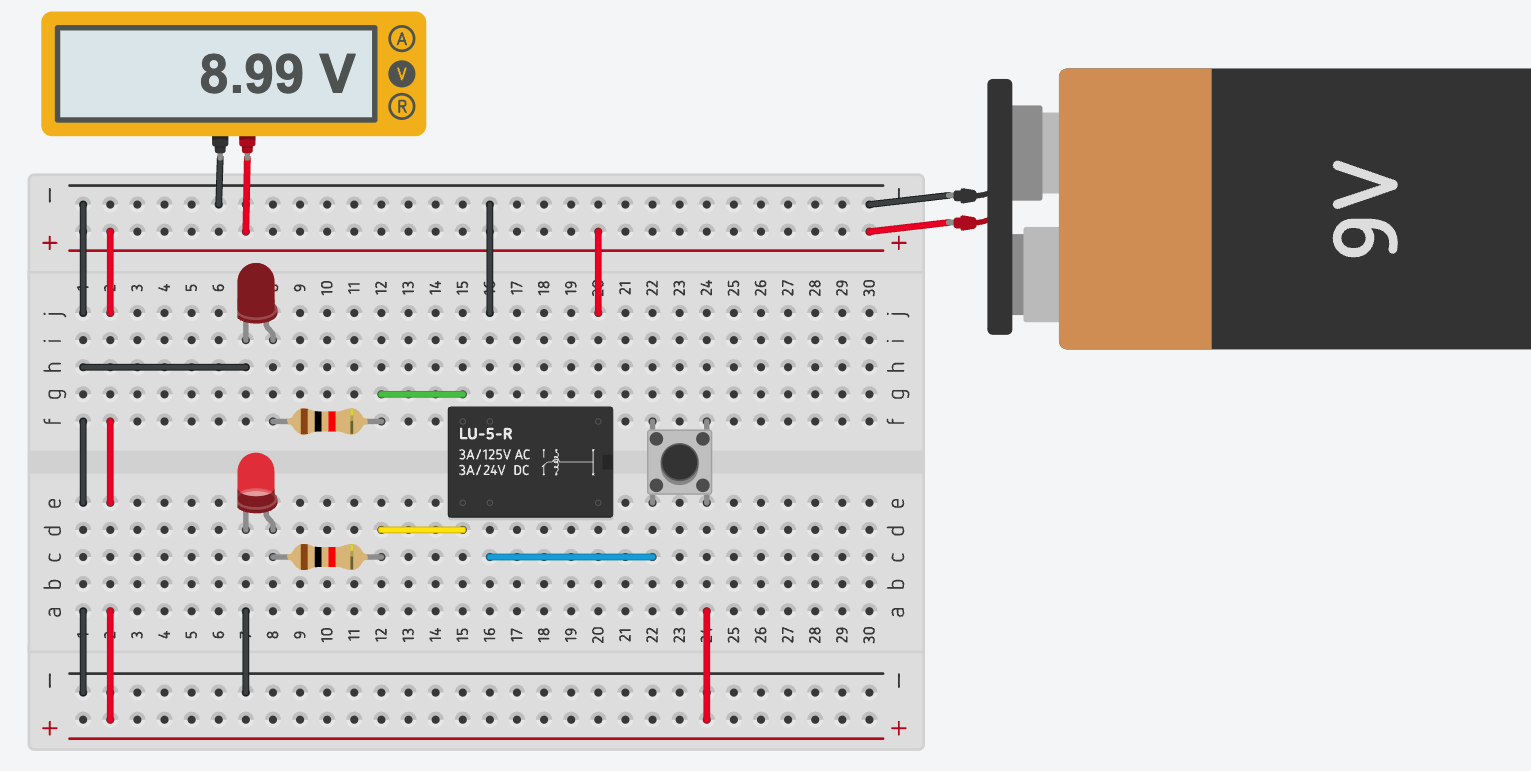 8.99 V
A
V
R
9V
− −
+ +
1 2 3 4 5 6 8 9 10 11 12 13 14 15 16 17 18 19 20 21 22 23 24 25 26 27 28 29 30
j j
i i
h h
g g
f f
LU-5-R
3A/125V AC
3A/24V DC
e e
d d
c c
b b
a a
1 2 3 4 5 6 7 8 9 10 11 12 13 14 15 16 17 18 19 20 21 22 23 24 25 26 27 28 29 30
− −
+ +